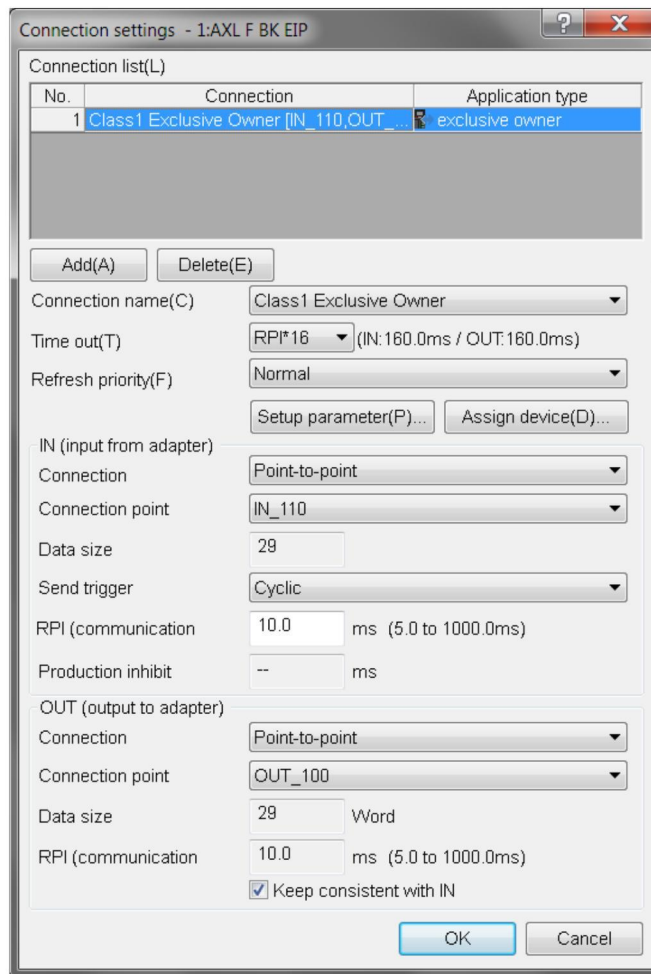 Connection settings - 1:AXL F BK EIP
Connection list(L)
No. Connection Application type
1 Class1 Exclusive Owner [IN_110,OUT_... exclusive owner
Add(A) Delete(E)
Connection name(C) Class1 Exclusive Owner
Time out(T) RPI*16 (IN:160.0ms / OUT:160.0ms)
Refresh priority(F) Normal
Setup parameter(P)... Assign device(D)...
IN (input from adapter)
Connection Point-to-point
Connection point IN_110
Data size 29
Send trigger Cyclic
RPI (communication 10.0 ms (5.0 to 1000.0ms)
Production inhibit -- ms
OUT (output to adapter)
Connection Point-to-point
Connection point OUT_100
Data size 29 Word
RPI (communication 10.0 ms (5.0 to 1000.0ms)
Keep consistent with IN
OK Cancel